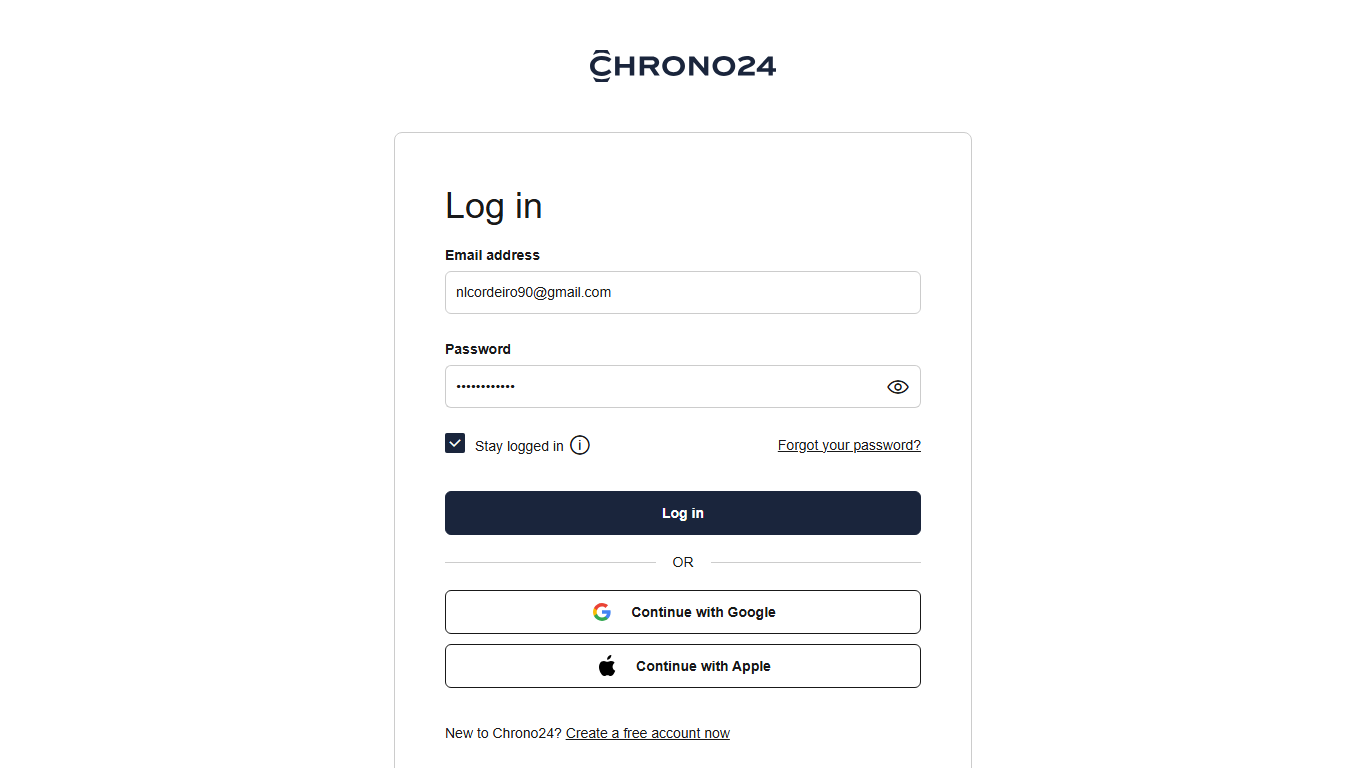 CHRONO24
Log in
Email address
nlcordeiro90@gmail.com
Password
••••••••••••
Stay logged in
Forgot your password?
Log in
OR
Continue with Google
Continue with Apple
New to Chrono24? Create a free account now